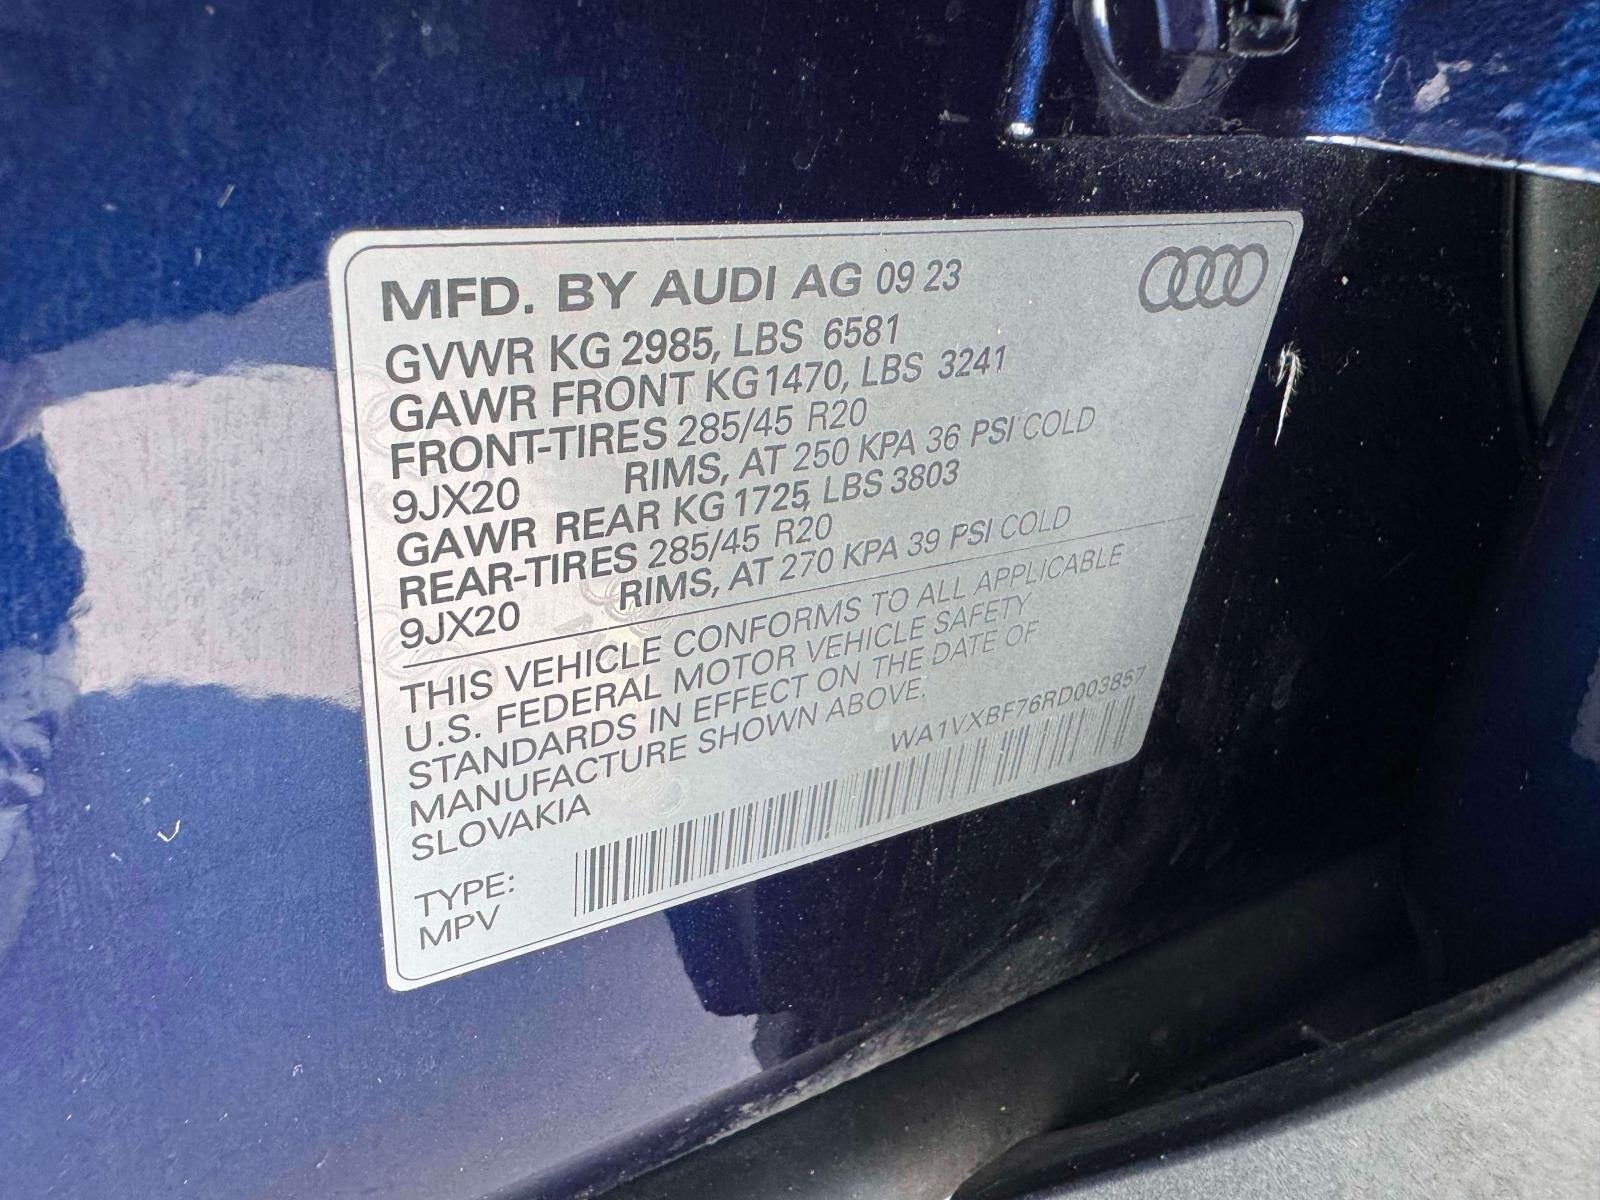 MFD. BY AUDI AG 09 23
GVWR KG 2985, LBS 6581
GAWR FRONT KG 1470, LBS 3241
FRONT-TIRES 285/45 R20
9JX20 RIMS, AT 250 KPA 36 PSI COLD
GAWR REAR KG 1725, LBS 3803
REAR-TIRES 285/45 R20
9JX20 RIMS, AT 270 KPA 39 PSI COLD
THIS VEHICLE CONFORMS TO ALL APPLICABLE
U.S. FEDERAL MOTOR VEHICLE SAFETY
STANDARDS IN EFFECT ON THE DATE OF
MANUFACTURE SHOWN ABOVE.
SLOVAKIA
WA1VXBF76RD003857
TYPE:
MPV